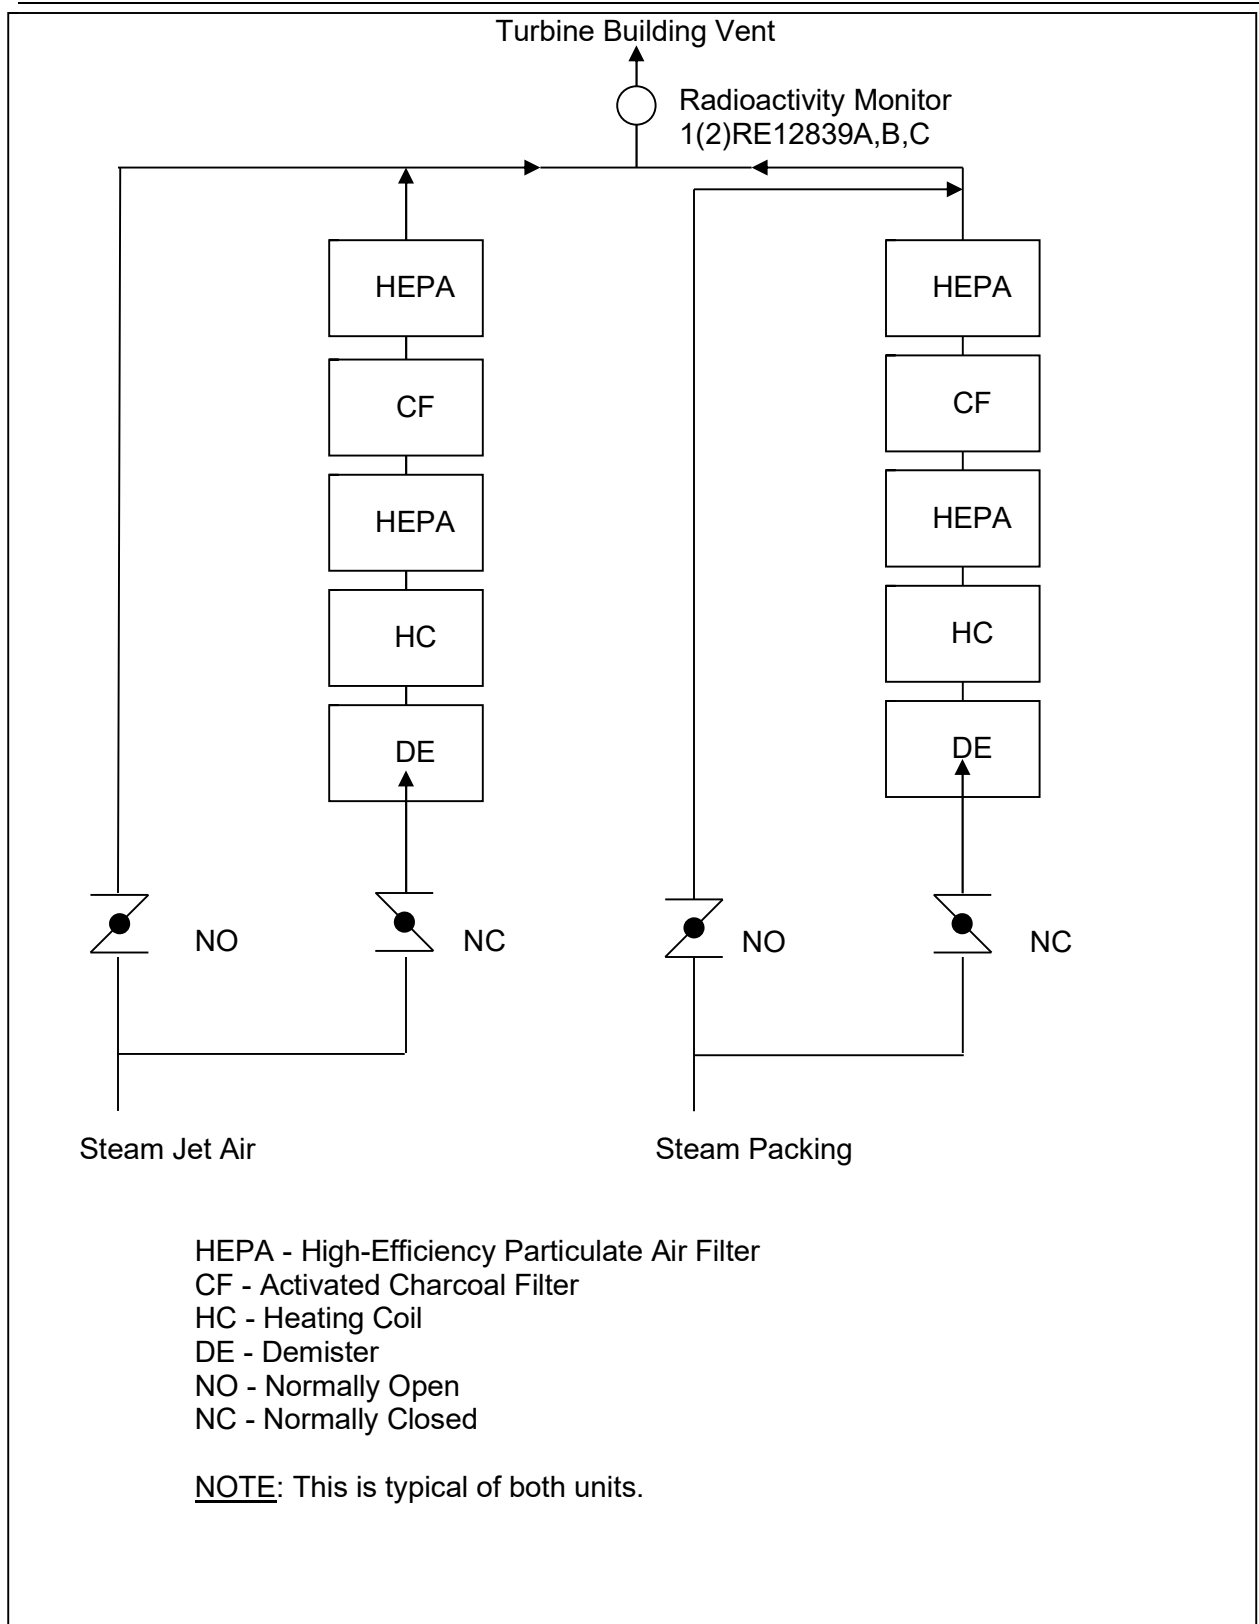 Turbine Building Vent
Radioactivity Monitor
1(2)RE12839A,B,C
HEPA
HEPA
CF
CF
HEPA
HEPA
HC
HC
DE
DE
NO
NC
NO
NC
Steam Jet Air
Steam Packing
HEPA - High-Efficiency Particulate Air Filter
CF - Activated Charcoal Filter
HC - Heating Coil
DE - Demister
NO - Normally Open
NC - Normally Closed
NOTE: This is typical of both units.